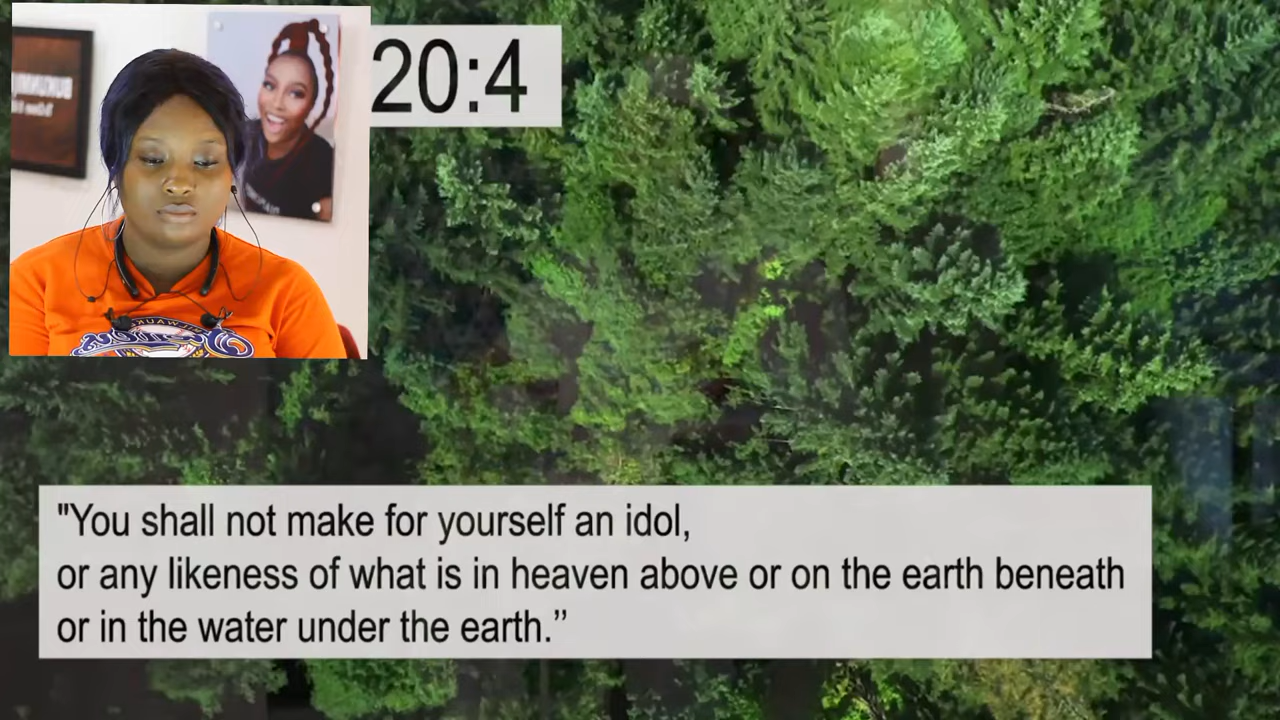 20:4
"You shall not make for yourself an idol,
or any likeness of what is in heaven above or on the earth beneath
or in the water under the earth.’’